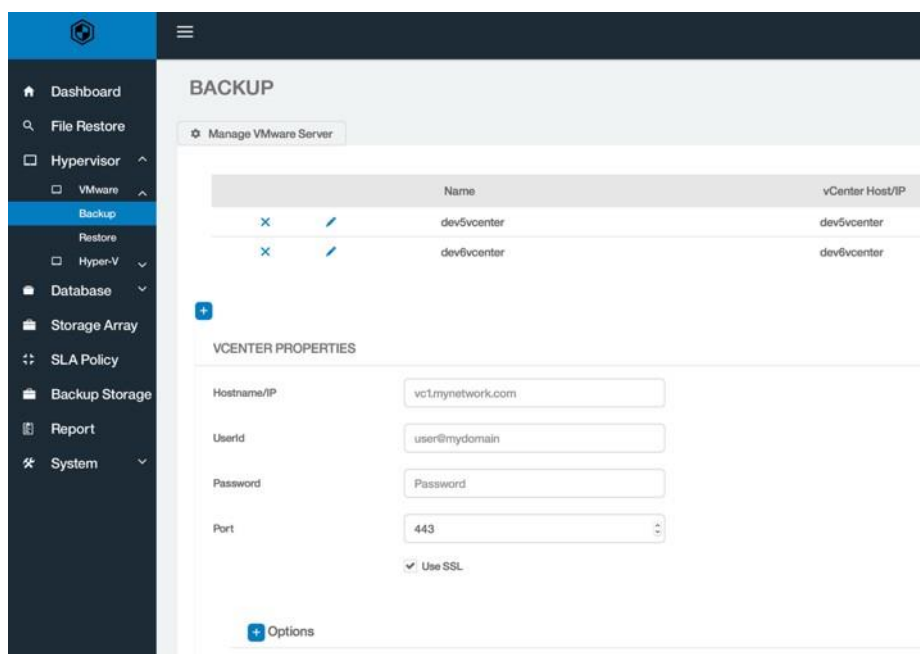 Dashboard
File Restore
Hypervisor
VMware
Backup
Restore
Hyper-V
Database
Storage Array
SLA Policy
Backup Storage
Report
System
BACKUP
Manage VMware Server
Name vCenter Host/IP
dev5vcenter dev5vcenter
dev6vcenter dev6vcenter
VCENTER PROPERTIES
Hostname/IP vc1.mynetwork.com
UserId user@mydomain
Password Password
Port 443
Use SSL
Options